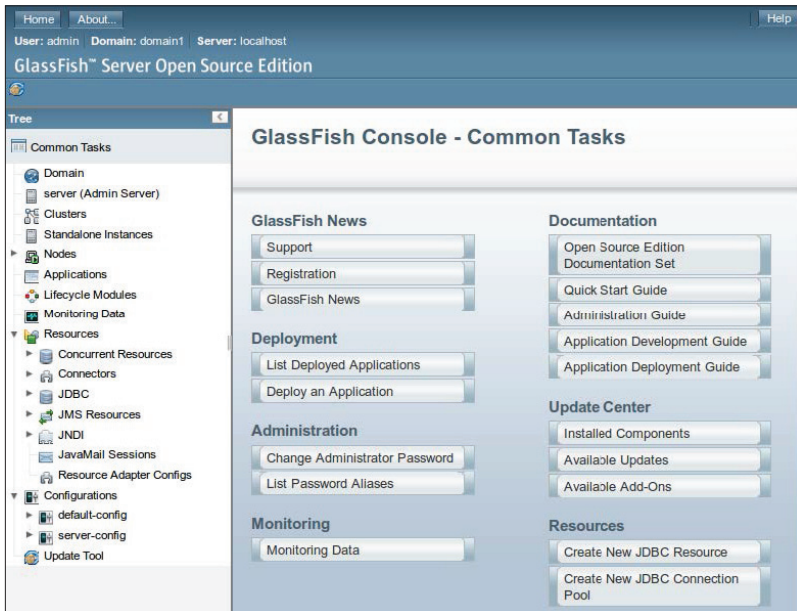 Home About... Help
User: admin Domain: domain1 Server: localhost
GlassFish™ Server Open Source Edition
Tree
Common Tasks
Domain
server (Admin Server)
Clusters
Standalone Instances
Nodes
Applications
Lifecycle Modules
Monitoring Data
Resources
Concurrent Resources
Connectors
JDBC
JMS Resources
JNDI
JavaMail Sessions
Resource Adapter Configs
Configurations
default-config
server-config
Update Tool
GlassFish Console - Common Tasks
GlassFish News
Support
Registration
GlassFish News
Deployment
List Deployed Applications
Deploy an Application
Administration
Change Administrator Password
List Password Aliases
Monitoring
Monitoring Data
Documentation
Open Source Edition
Documentation Set
Quick Start Guide
Administration Guide
Application Development Guide
Application Deployment Guide
Update Center
Installed Components
Available Updates
Available Add-Ons
Resources
Create New JDBC Resource
Create New JDBC Connection
Pool